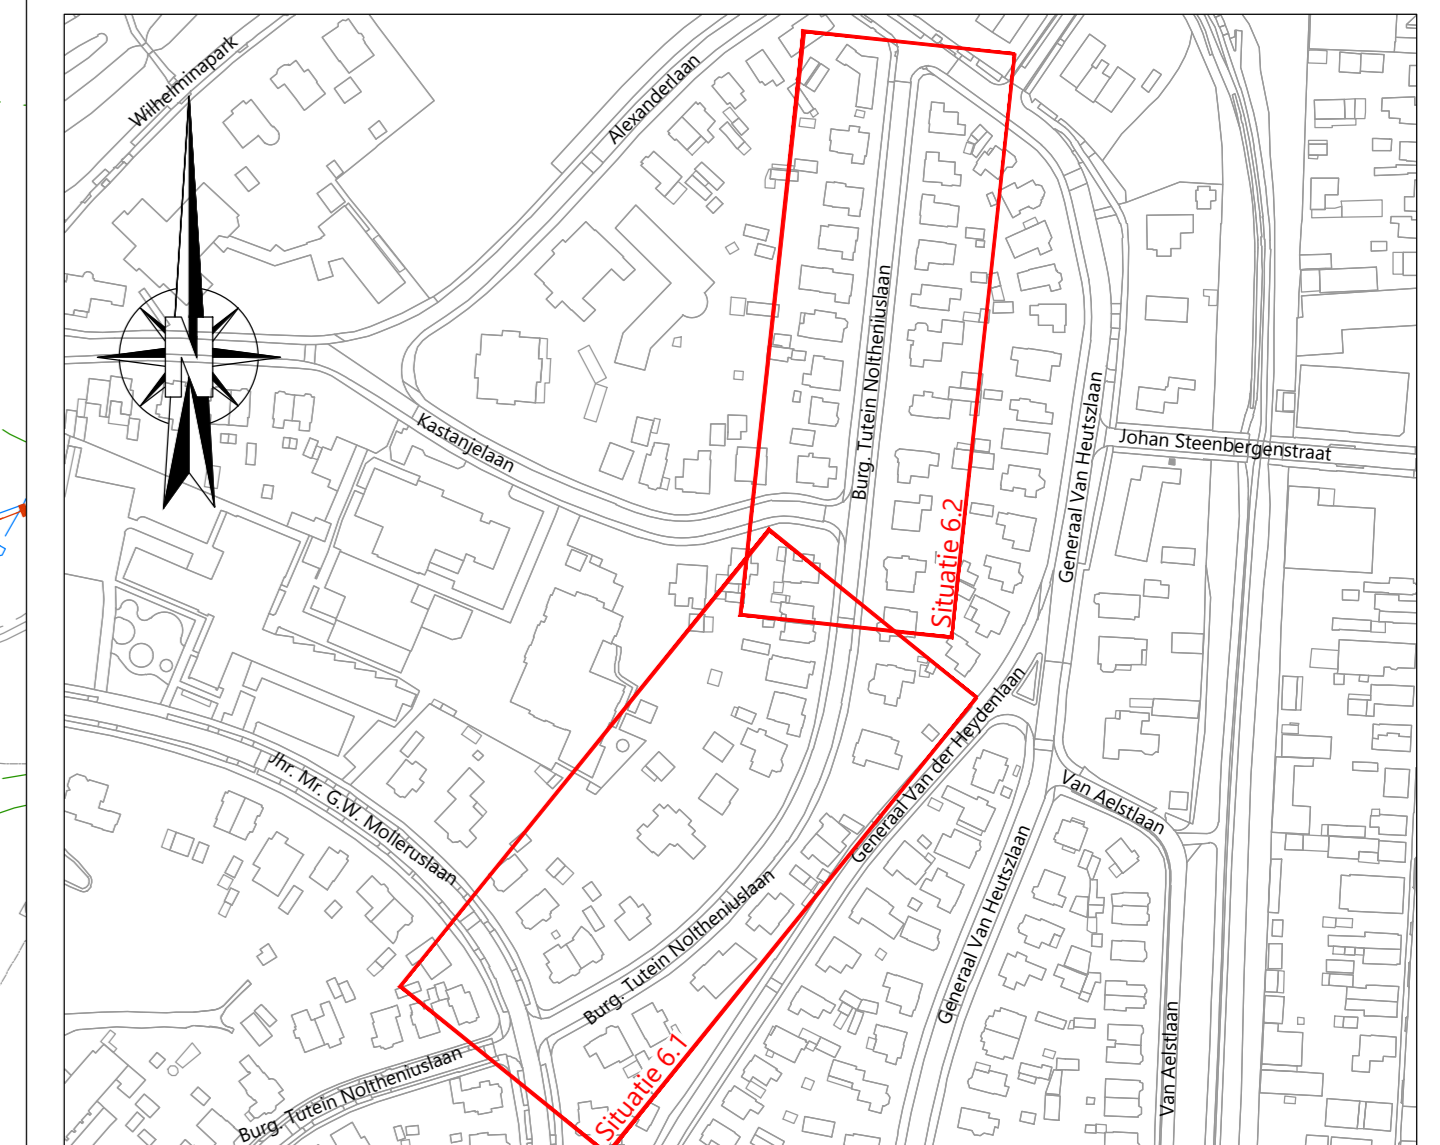 Wilhelminapark
Alexanderlaan
Burg. Tutein Noltheniuslaan
N
Kastanjelaan
Generaal Van Heutszlaan
Johan Steenbergenstraat
Situatie 6.2
Generaal Van der Heydenlaan
Jhr. Mr. G.W. Molleruslaan
Van Aelstlaan
Burg. Tutein Noltheniuslaan
Generaal Van Heutszlaan
Situatie 6.1
Burg. Tutein Noltheniuslaan
Van Aelstlaan